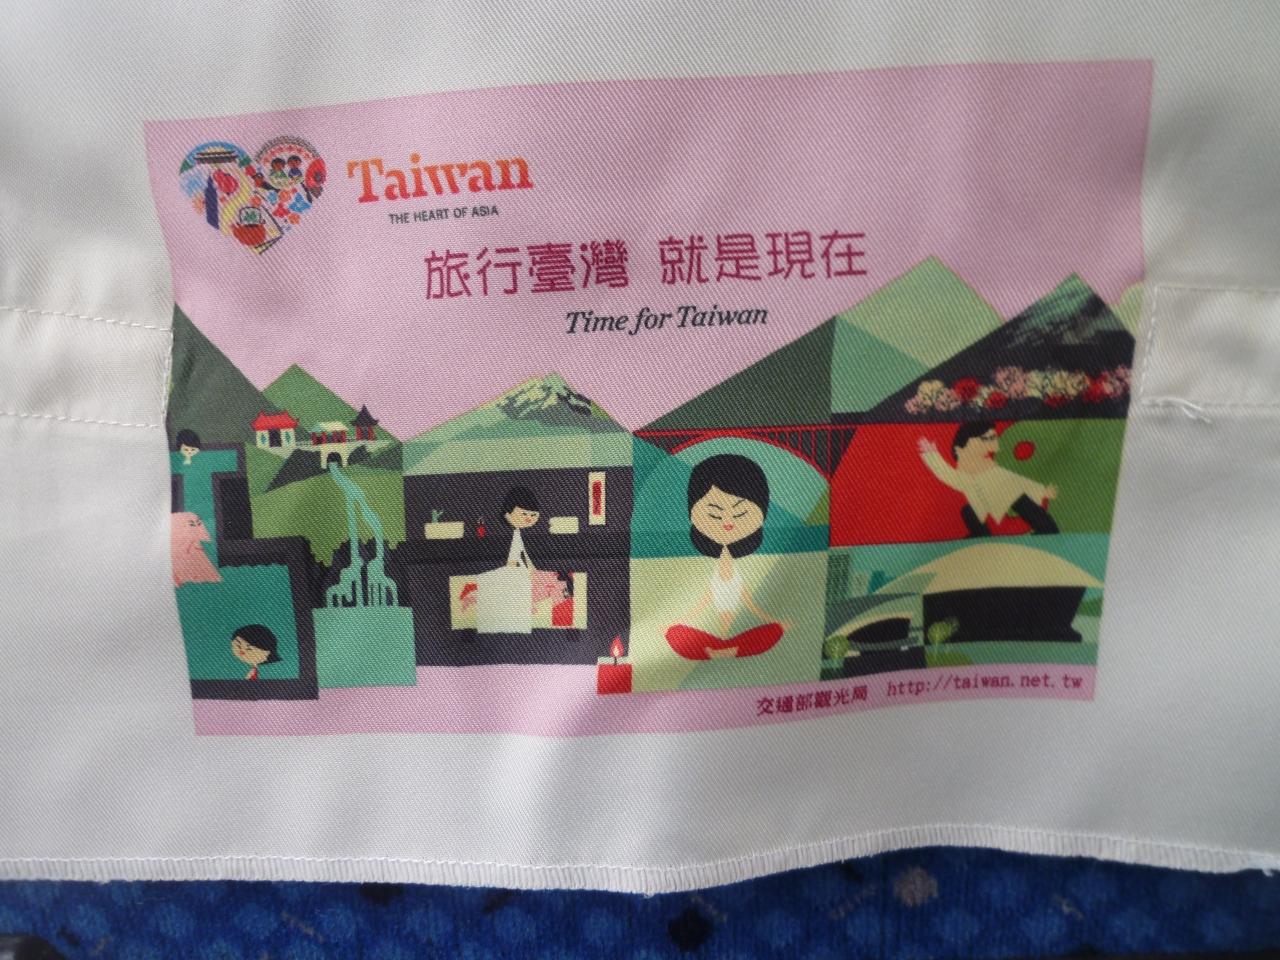 Taiwan
THE HEART OF ASIA
旅行臺灣 就是現在
Time for Taiwan
交通部觀光局 http://taiwan.net.tw